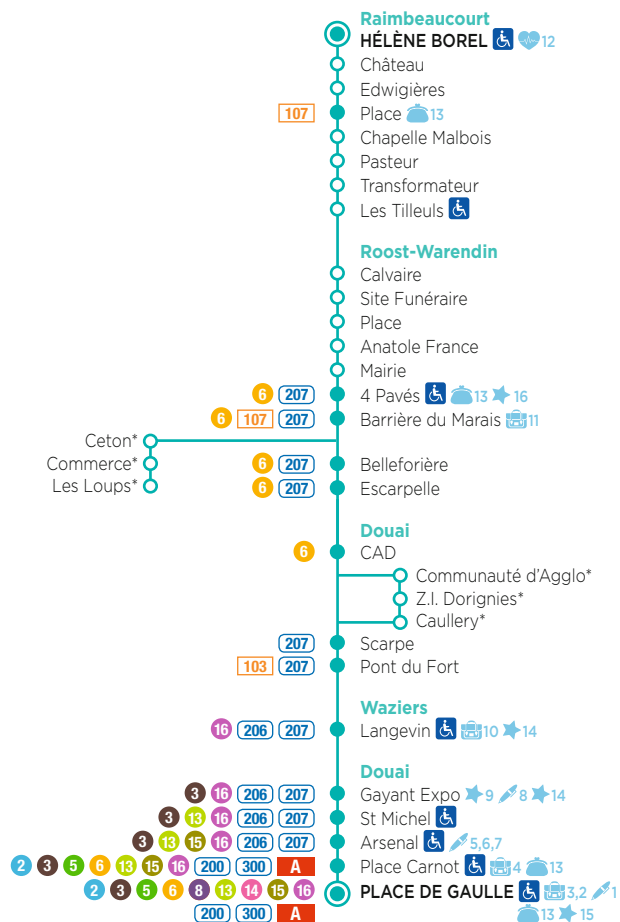 Raimbeaucourt
HÉLÈNE BOREL 12
Château
Edwigières
107 Place 13
Chapelle Malbois
Pasteur
Transformateur
Les Tilleuls
Roost-Warendin
Calvaire
Site Funéraire
Place
Anatole France
Mairie
6 207 4 Pavés 13 16
6 107 207 Barrière du Marais 11
Ceton*
Commerce*
Les Loups*
6 207 Belleforière
6 207 Escarpelle
Douai
6 CAD
Communauté d'Agglo*
Z.I. Dorignies*
Caullery*
207 Scarpe
103 207 Pont du Fort
Waziers
16 206 207 Langevin 10 14
Douai
3 16 206 207 Gayant Expo 9 8 14
3 13 16 206 207 St Michel
3 13 15 16 206 207 Arsenal 5,6,7
2 3 5 6 13 15 16 200 300 A Place Carnot 4 13
2 3 5 6 8 13 14 15 16 PLACE DE GAULLE 3,2 1
200 300 A 13 15